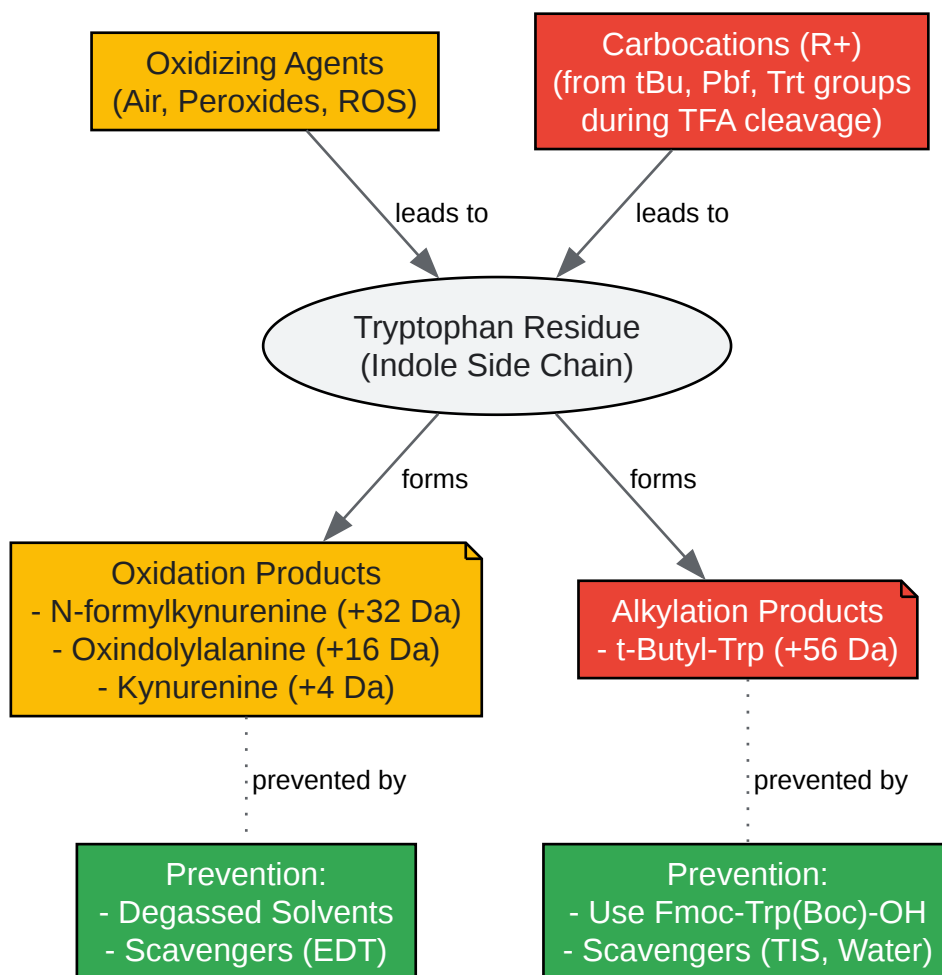 Oxidizing Agents
(Air, Peroxides, ROS)
Carbocations (R+)
(from tBu, Pbf, Trt groups
during TFA cleavage)
leads to
leads to
Tryptophan Residue
(Indole Side Chain)
forms
forms
Oxidation Products
- N-formylkynurenine (+32 Da)
- Oxindolylalanine (+16 Da)
- Kynurenine (+4 Da)
Alkylation Products
- t-Butyl-Trp (+56 Da)
prevented by
prevented by
Prevention:
- Degassed Solvents
- Scavengers (EDT)
Prevention:
- Use Fmoc-Trp(Boc)-OH
- Scavengers (TIS, Water)